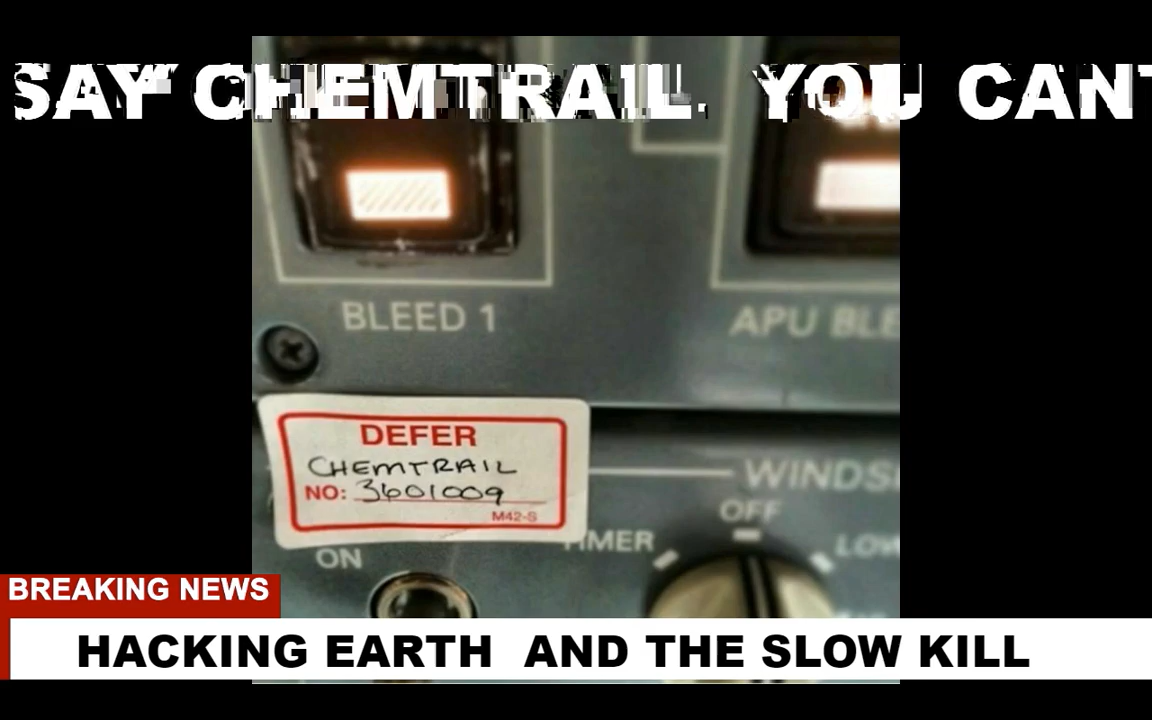 SAY CHEMTRAIL. YOU CANT
BLEED 1
APU BLE
DEFER
CHEMTRAIL
NO: 3601009
M42-S
WINDS
OFF
TIMER
LOW
ON
BREAKING NEWS
HACKING EARTH AND THE SLOW KILL